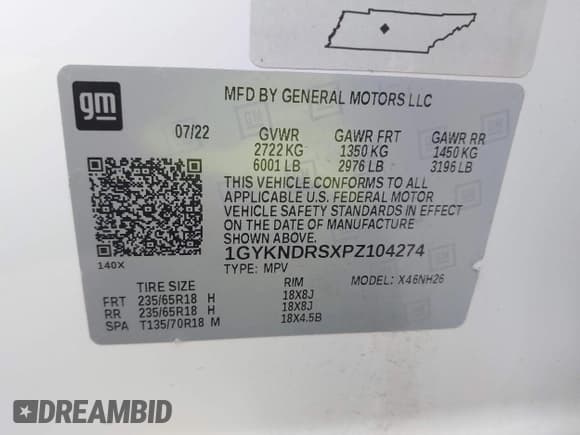 gm
MFD BY GENERAL MOTORS LLC
07/22 GVWR GAWR FRT GAWR RR
2722 KG 1350 KG 1450 KG
6001 LB 2976 LB 3196 LB
THIS VEHICLE CONFORMS TO ALL
APPLICABLE U.S. FEDERAL MOTOR
VEHICLE SAFETY STANDARDS IN EFFECT
ON THE DATE OF MANUFACTURE
SHOWN ABOVE.
1GYKNDRSXPZ104274
140X
TYPE: MPV MODEL: X46NH26
TIRE SIZE RIM
FRT 235/65R18 H 18X8J
RR 235/65R18 H 18X8J
SPA T135/70R18 M 18X4.5B
DREAMBID